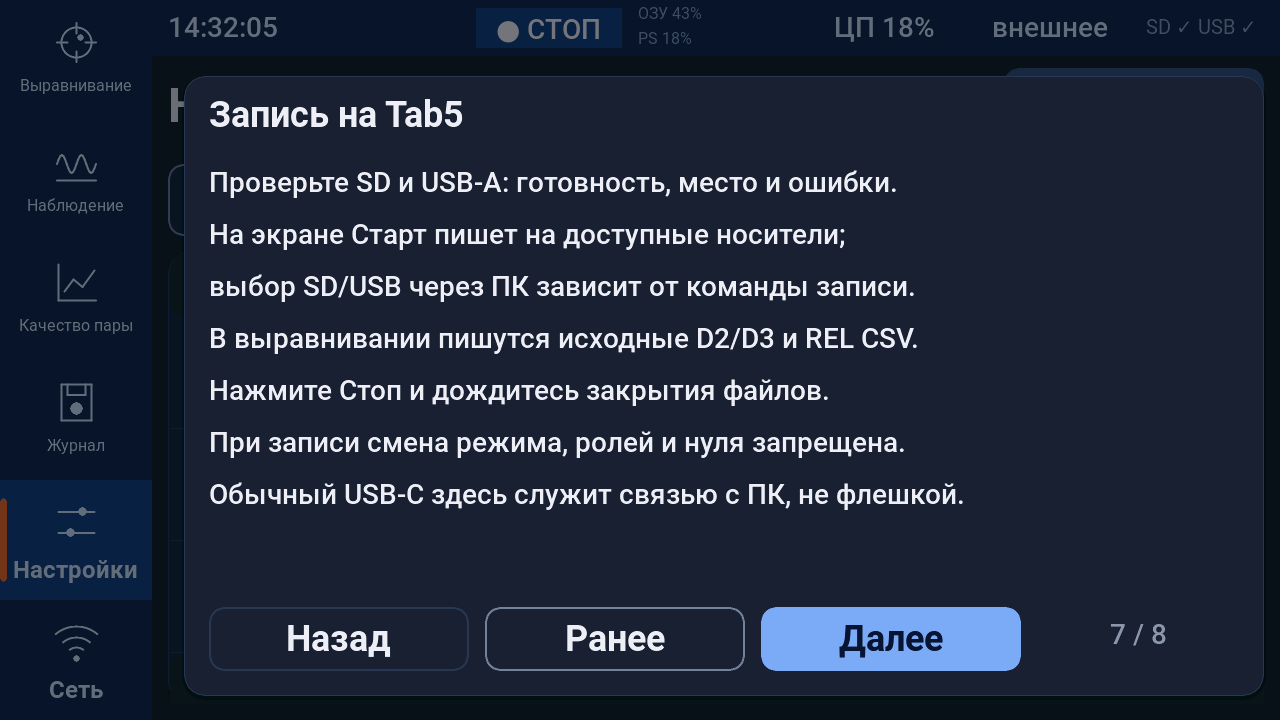 14:32:05
СТОП
ОЗУ 43%
PS 18%
ЦП 18%
внешнее
SD ✓ USB ✓
Выравнивание
Наблюдение
Качество пары
Журнал
Настройки
Сеть
Запись на Tab5
Проверьте SD и USB-A: готовность, место и ошибки.
На экране Старт пишет на доступные носители;
выбор SD/USB через ПК зависит от команды записи.
В выравнивании пишутся исходные D2/D3 и REL CSV.
Нажмите Стоп и дождитесь закрытия файлов.
При записи смена режима, ролей и нуля запрещена.
Обычный USB-C здесь служит связью с ПК, не флешкой.
Назад
Ранее
Далее
7 / 8